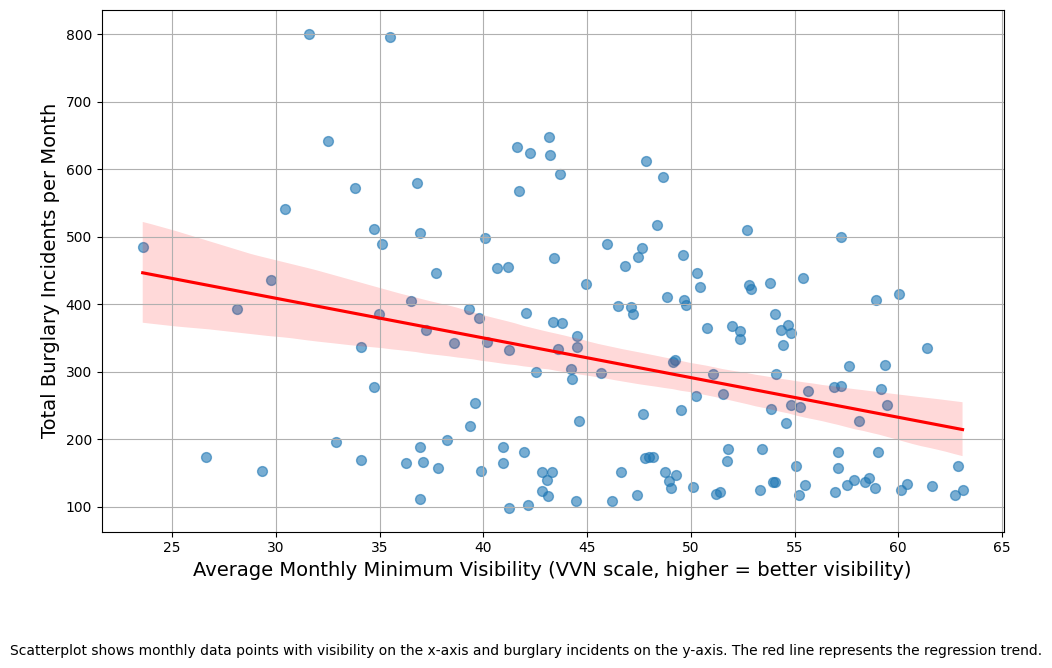 800
700
600
500
400
300
200
100
Total Burglary Incidents per Month
25 30 35 40 45 50 55 60 65
Average Monthly Minimum Visibility (VVN scale, higher = better visibility)
Scatterplot shows monthly data points with visibility on the x-axis and burglary incidents on the y-axis. The red line represents the regression trend.